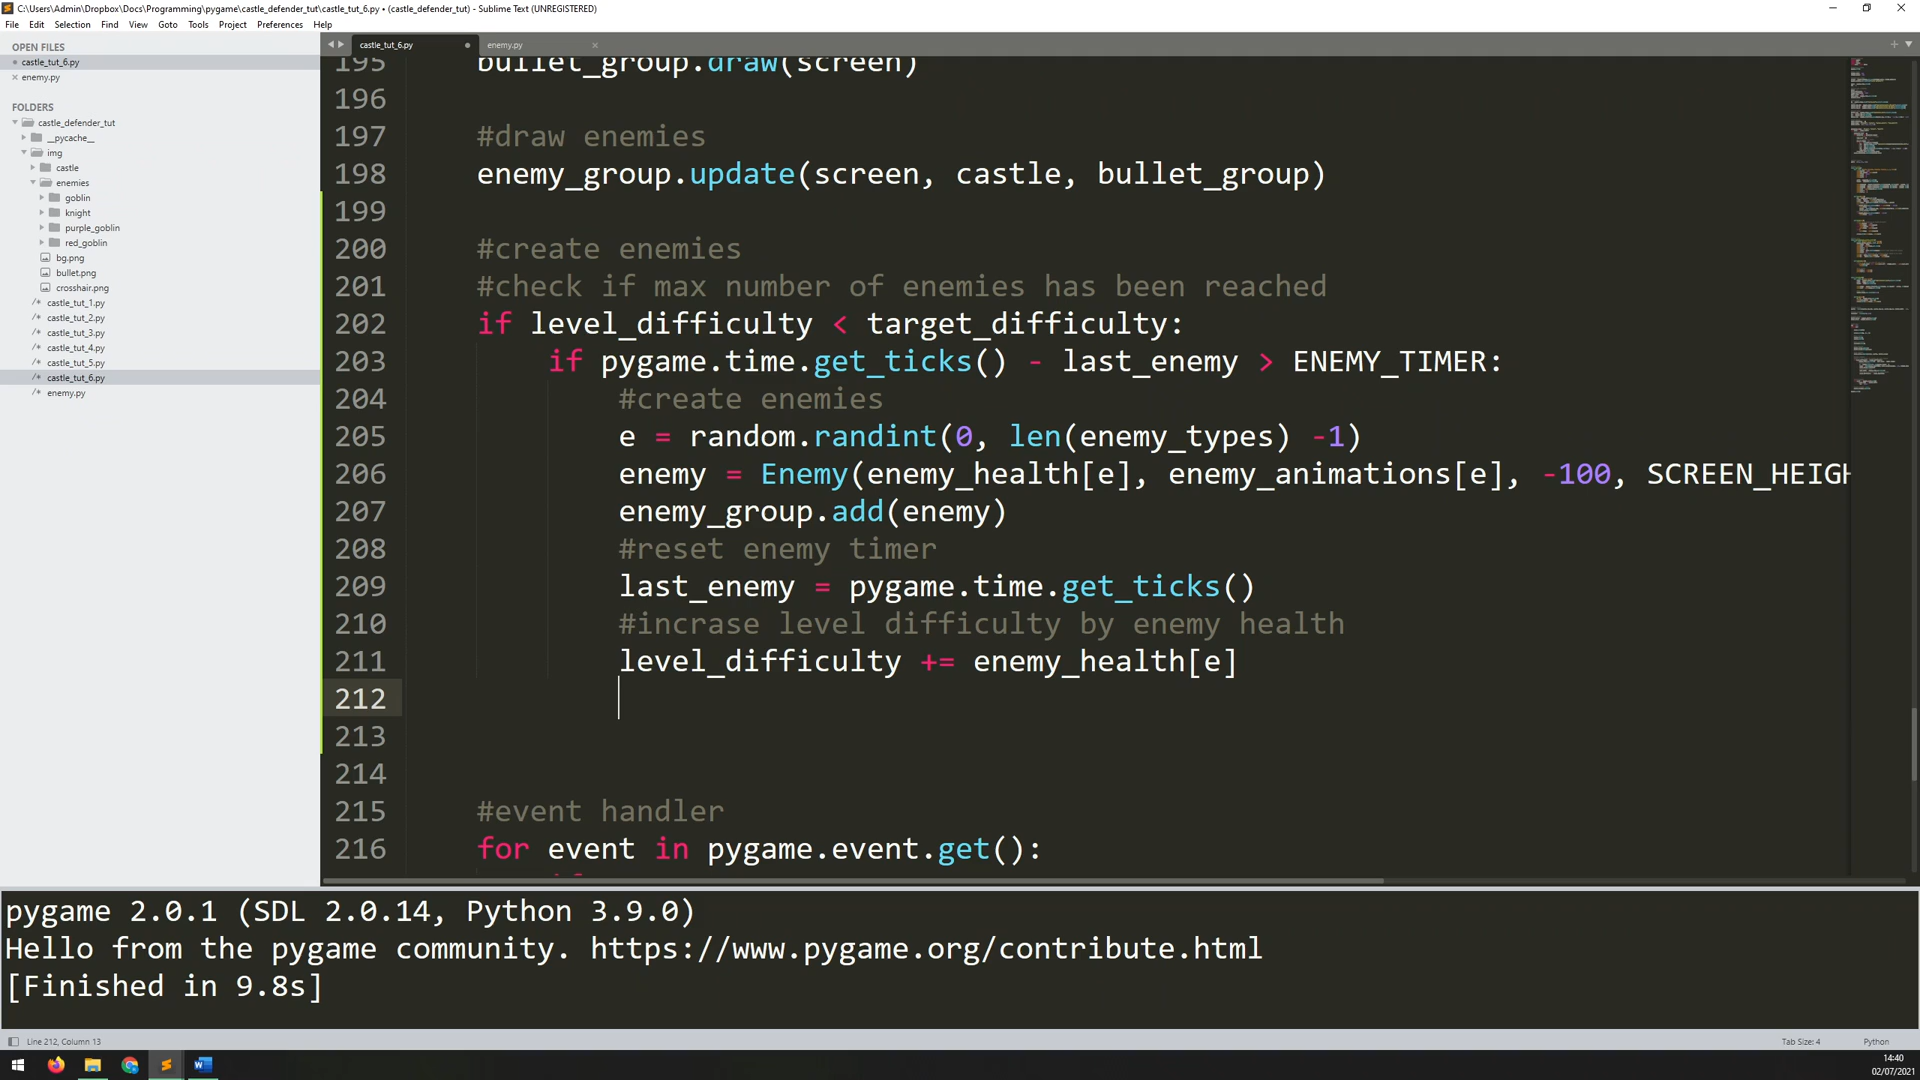 C:\Users\Admin\Dropbox\Docs\Programming\pygame\castle_defender_tut\castle_tut_6.py • (castle_defender_tut) - Sublime Text (UNREGISTERED)
File Edit Selection Find View Goto Tools Project Preferences Help
OPEN FILES
castle_tut_6.py
enemy.py
FOLDERS
castle_defender_tut
__pycache__
img
castle
enemies
goblin
knight
purple_goblin
red_goblin
bg.png
bullet.png
crosshair.png
castle_tut_1.py
castle_tut_2.py
castle_tut_3.py
castle_tut_4.py
castle_tut_5.py
castle_tut_6.py
enemy.py
castle_tut_6.py enemy.py
195 bullet_group.draw(screen)
196
197 #draw enemies
198 enemy_group.update(screen, castle, bullet_group)
199
200 #create enemies
201 #check if max number of enemies has been reached
202 if level_difficulty < target_difficulty:
203 if pygame.time.get_ticks() - last_enemy > ENEMY_TIMER:
204 #create enemies
205 e = random.randint(0, len(enemy_types) -1)
206 enemy = Enemy(enemy_health[e], enemy_animations[e], -100, SCREEN_HEIGH
207 enemy_group.add(enemy)
208 #reset enemy timer
209 last_enemy = pygame.time.get_ticks()
210 #incrase level difficulty by enemy health
211 level_difficulty += enemy_health[e]
212
213
214
215 #event handler
216 for event in pygame.event.get():
pygame 2.0.1 (SDL 2.0.14, Python 3.9.0)
Hello from the pygame community. https://www.pygame.org/contribute.html
[Finished in 9.8s]
Line 212, Column 13 Tab Size: 4 Python
14:40
02/07/2021